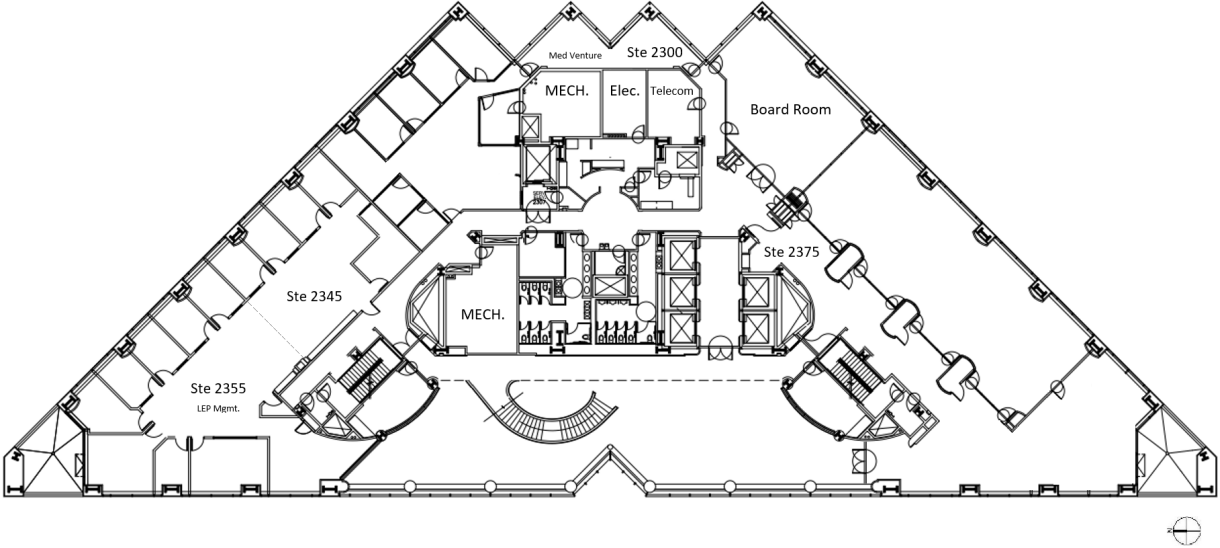 Med Venture
Ste 2300
MECH.
Elec.
Telecom
Board Room
Ste 2375
Ste 2345
MECH.
Ste 2355
LEP Mgmt.
N